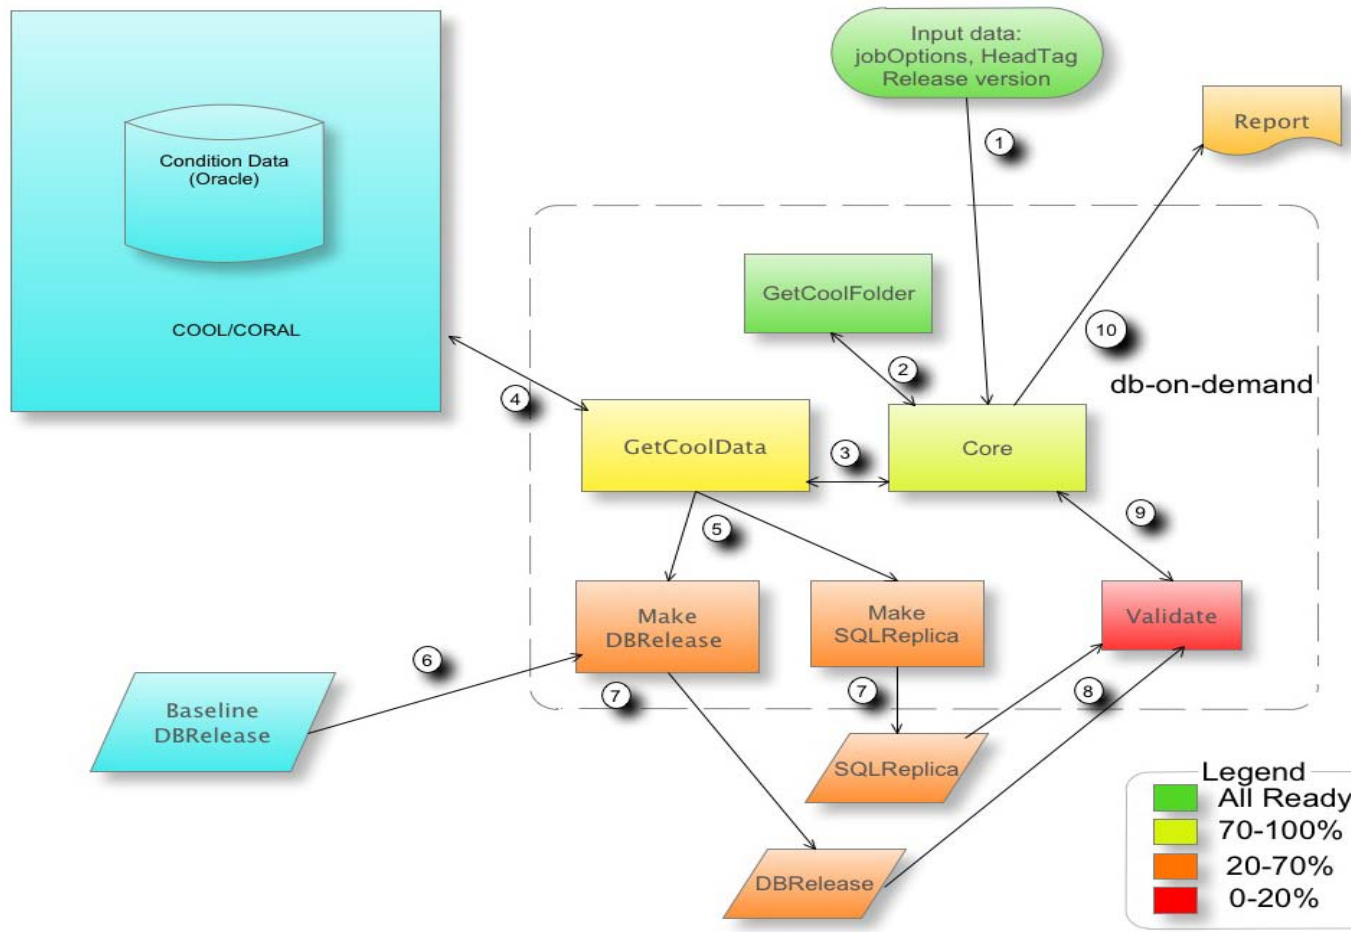 Input data:
jobOptions, HeadTag
Release version
Report
1
Condition Data
(Oracle)
COOL/CORAL
GetCoolFolder
10
2
db-on-demand
4
GetCoolData
3
Core
5
9
Make
DBRelease
Make
SQLReplica
Validate
6
7
7
8
Baseline
DBRelease
SQLReplica
DBRelease
Legend
All Ready
70-100%
20-70%
0-20%